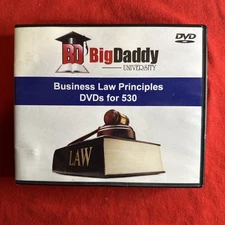 BD BigDaddy
UNIVERSITY
DVD
Business Law Principles
DVDs for 530
LAW